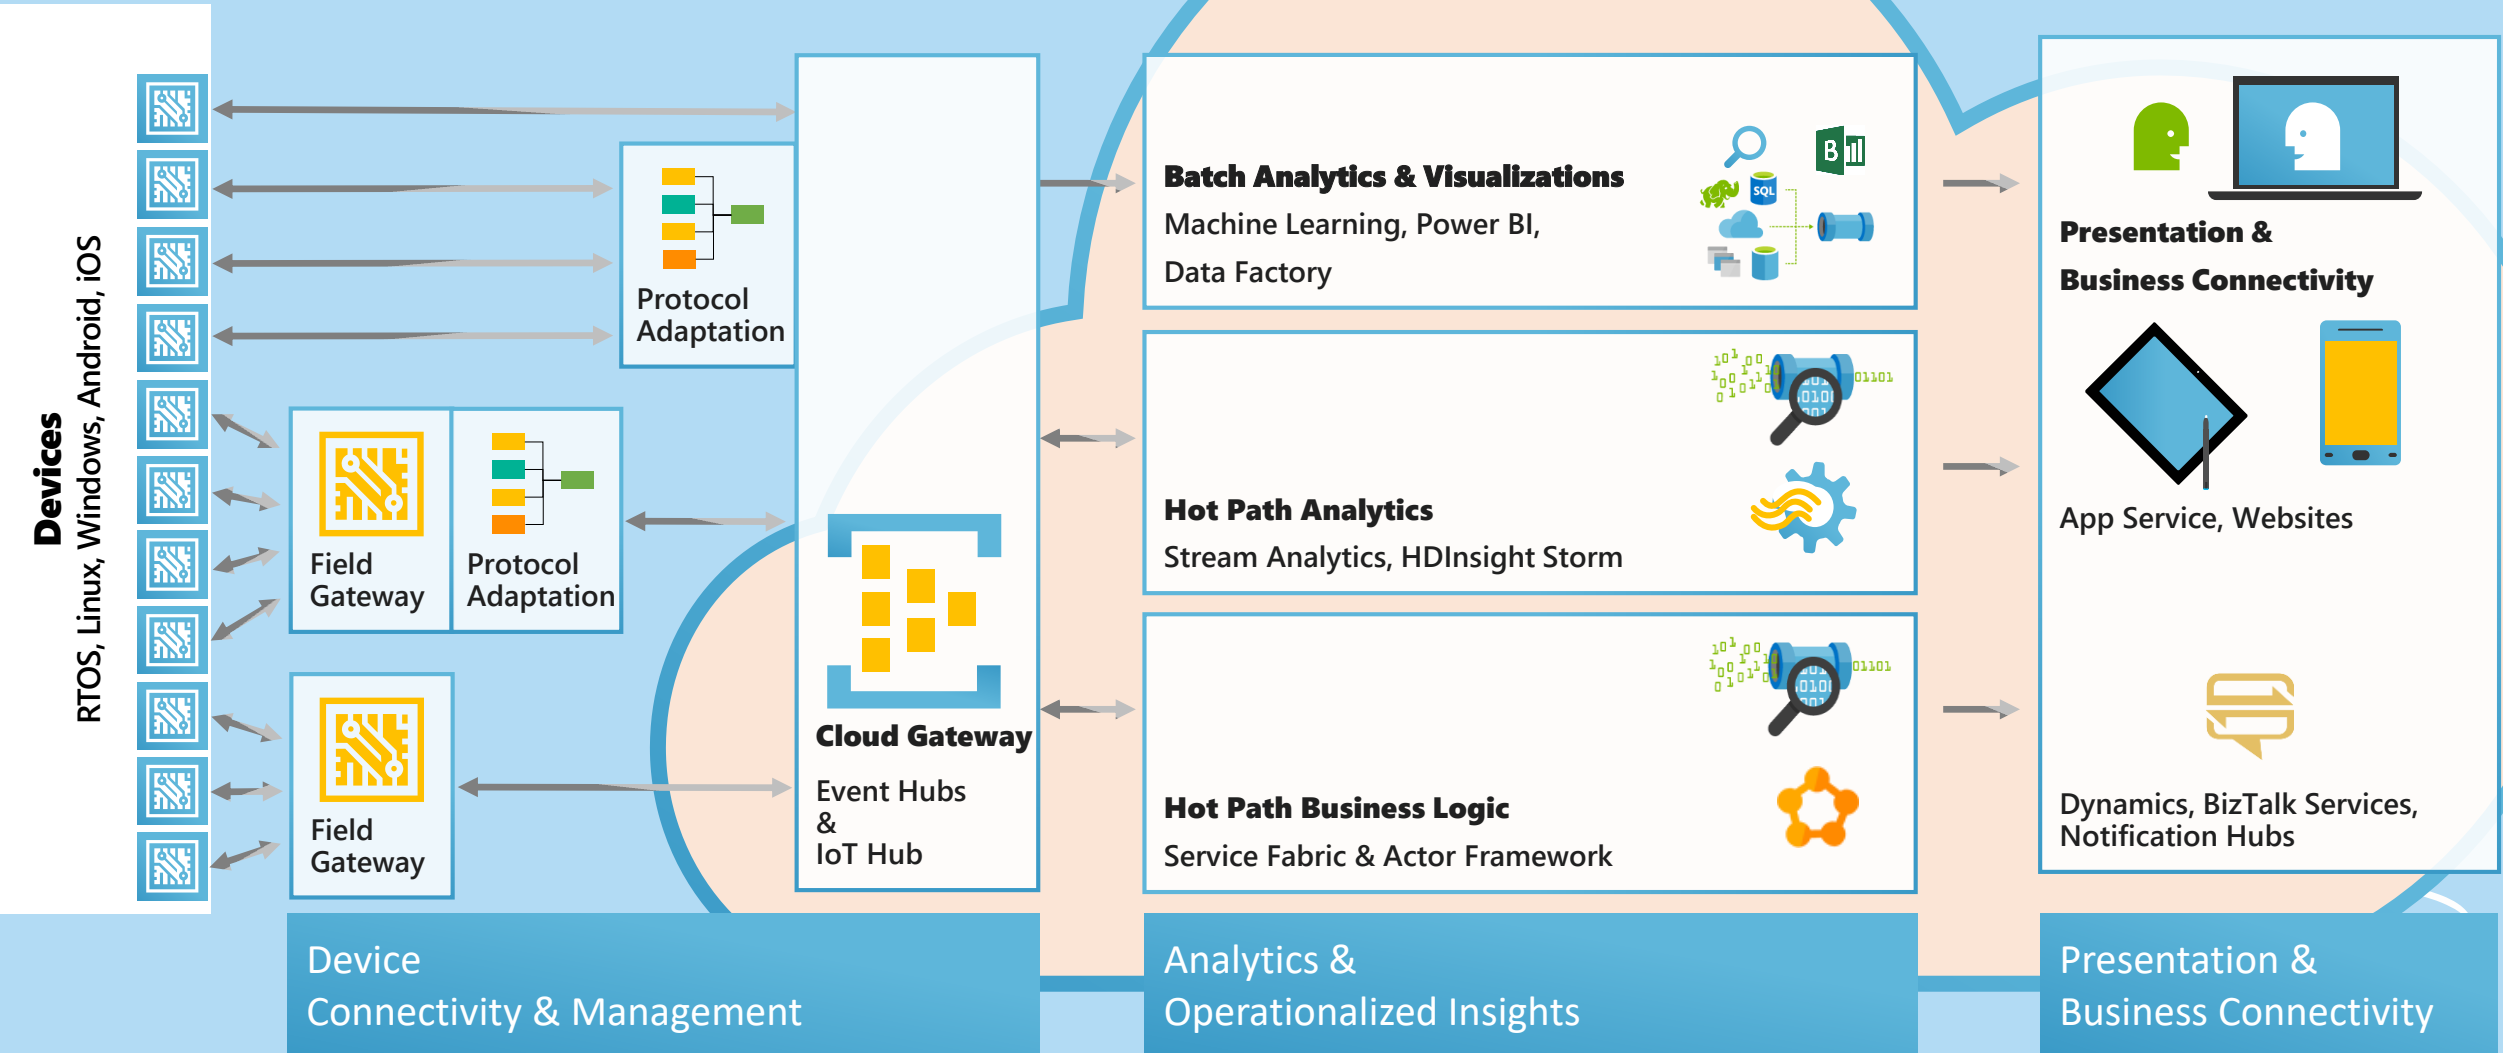 Devices
RTOS, Linux, Windows, Android, iOS
Protocol
Adaptation
Field
Gateway
Protocol
Adaptation
Field
Gateway
Cloud Gateway
Event Hubs
&
IoT Hub
Batch Analytics & Visualizations
Machine Learning, Power BI,
Data Factory
B
SQL
Hot Path Analytics
Stream Analytics, HDInsight Storm
01101
Hot Path Business Logic
Service Fabric & Actor Framework
01101
Presentation &
Business Connectivity
App Service, Websites
Dynamics, BizTalk Services,
Notification Hubs
Device
Connectivity & Management
Analytics &
Operationalized Insights
Presentation &
Business Connectivity